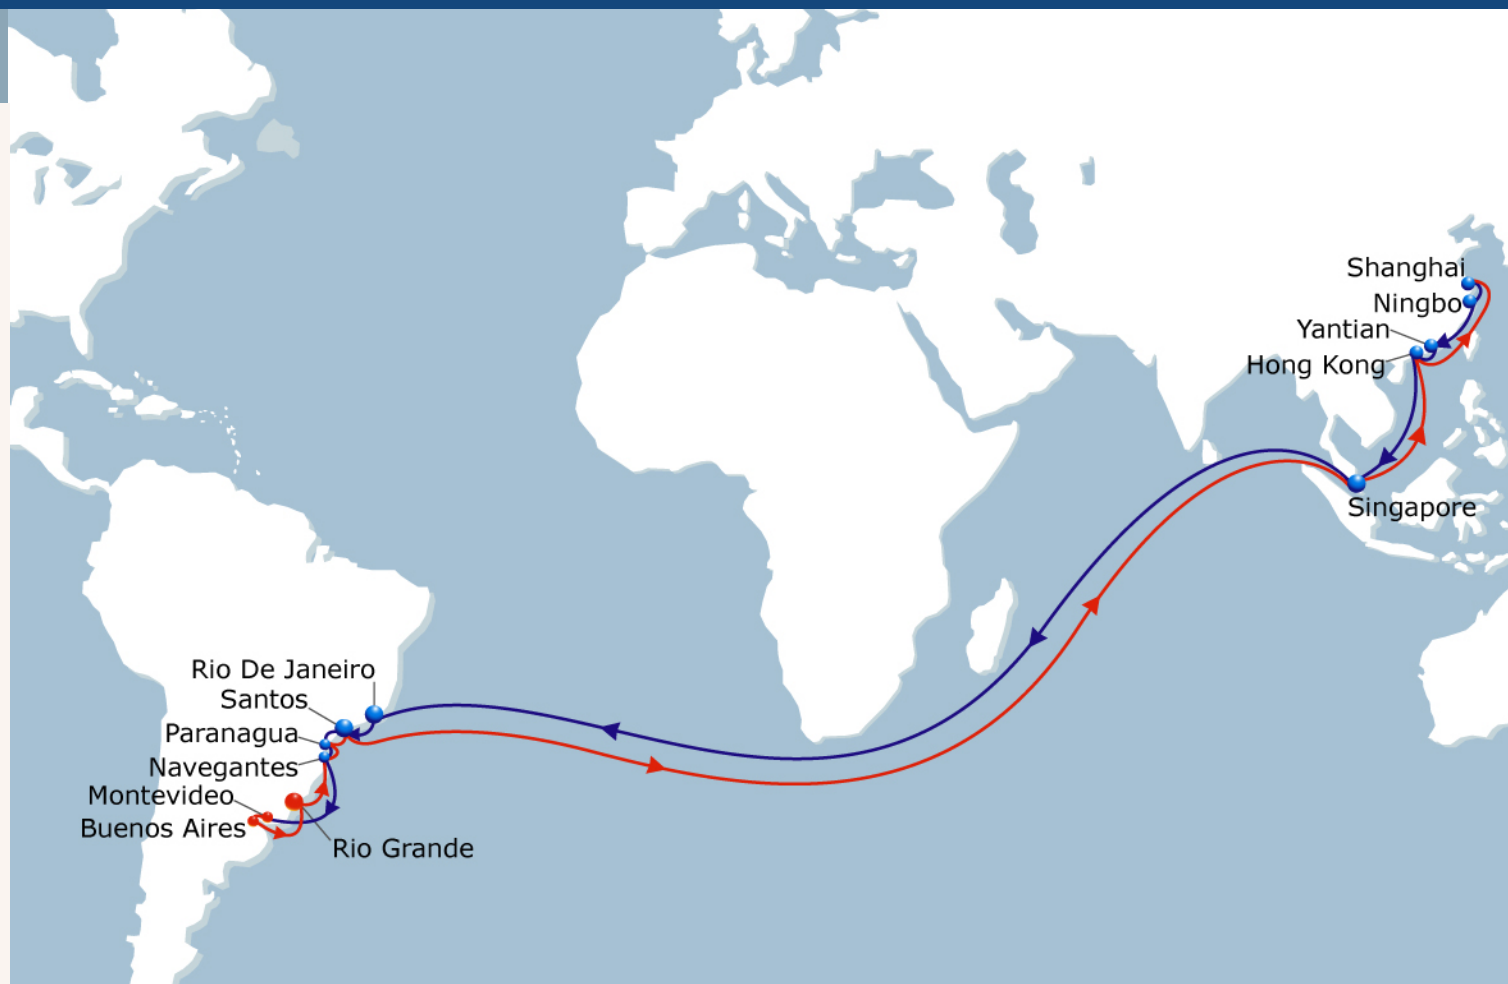 Shanghai
Ningbo
Yantian
Hong Kong
Singapore
Rio De Janeiro
Santos
Paranagua
Navegantes
Montevideo
Buenos Aires
Rio Grande